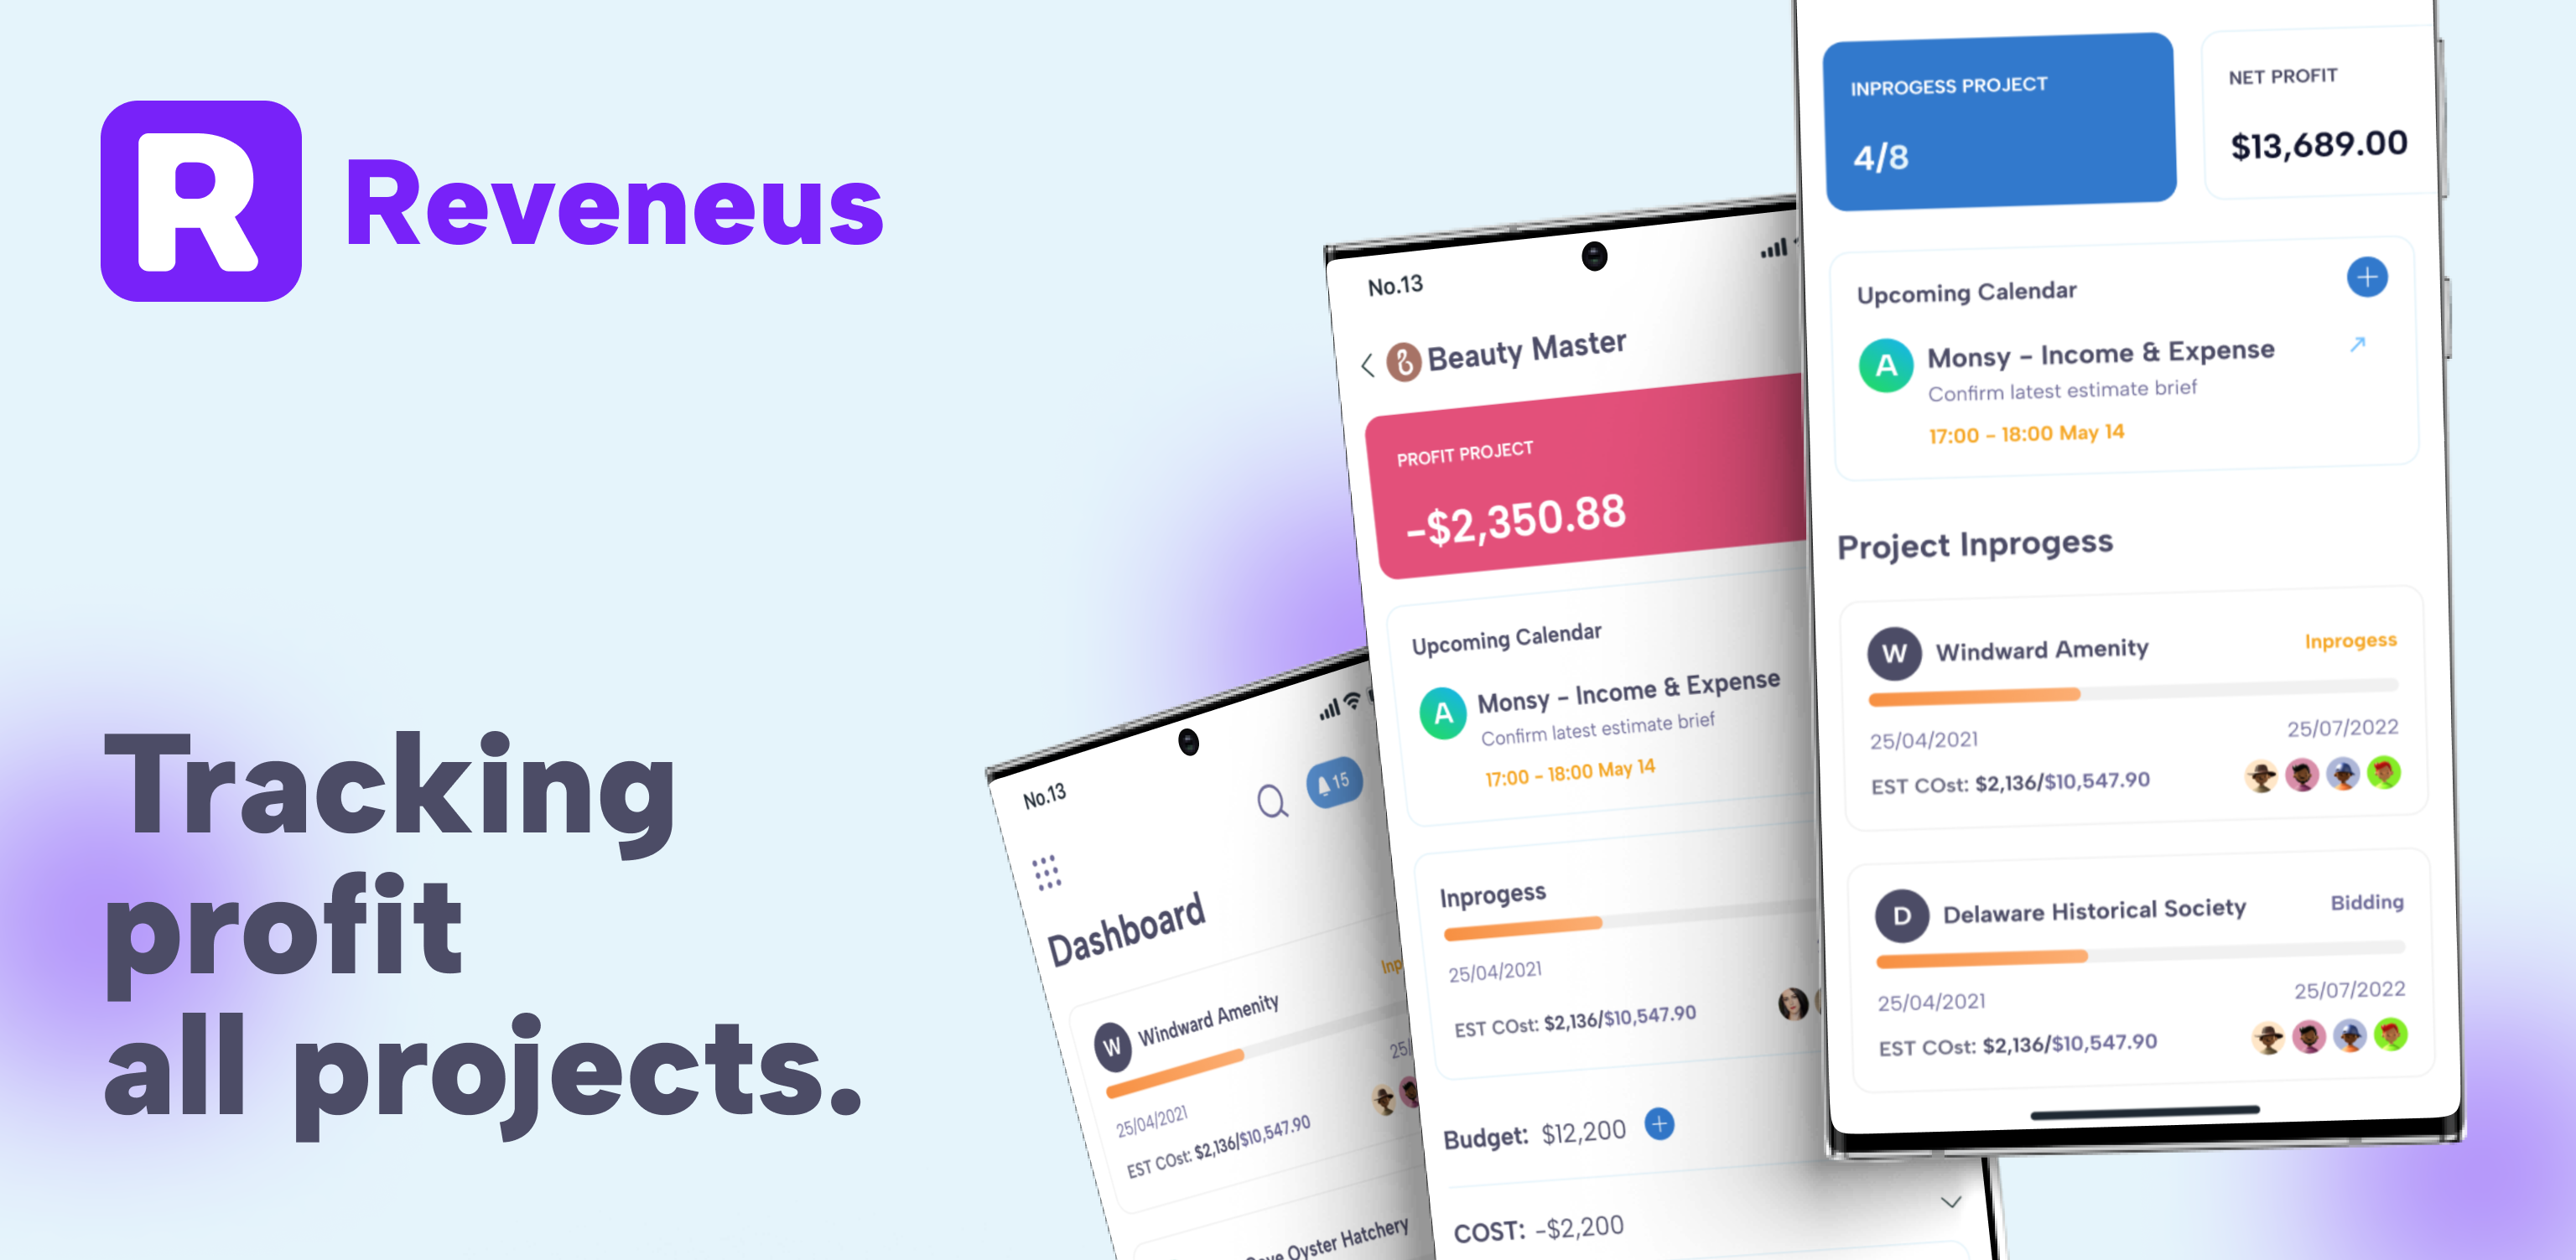 R
Reveneus
Tracking
profit
all projects.
No.13
15
Dashboard
W
Windward Amenity
25/04/2021
EST COst: $2,136/$10,547.90
Oyster Hatchery
No.13
Beauty Master
PROFIT PROJECT
-$2,350.88
Upcoming Calendar
A
Monsy - Income & Expense
Confirm latest estimate brief
17:00 - 18:00 May 14
Inprogess
25/04/2021
EST COst: $2,136/$10,547.90
Budget: $12,200
COST: -$2,200
INPROGESS PROJECT
4/8
NET PROFIT
$13,689.00
Upcoming Calendar
A
Monsy - Income & Expense
Confirm latest estimate brief
17:00 - 18:00 May 14
Project Inprogess
W
Windward Amenity
Inprogess
25/04/2021
25/07/2022
EST COst: $2,136/$10,547.90
D
Delaware Historical Society
Bidding
25/04/2021
25/07/2022
EST COst: $2,136/$10,547.90